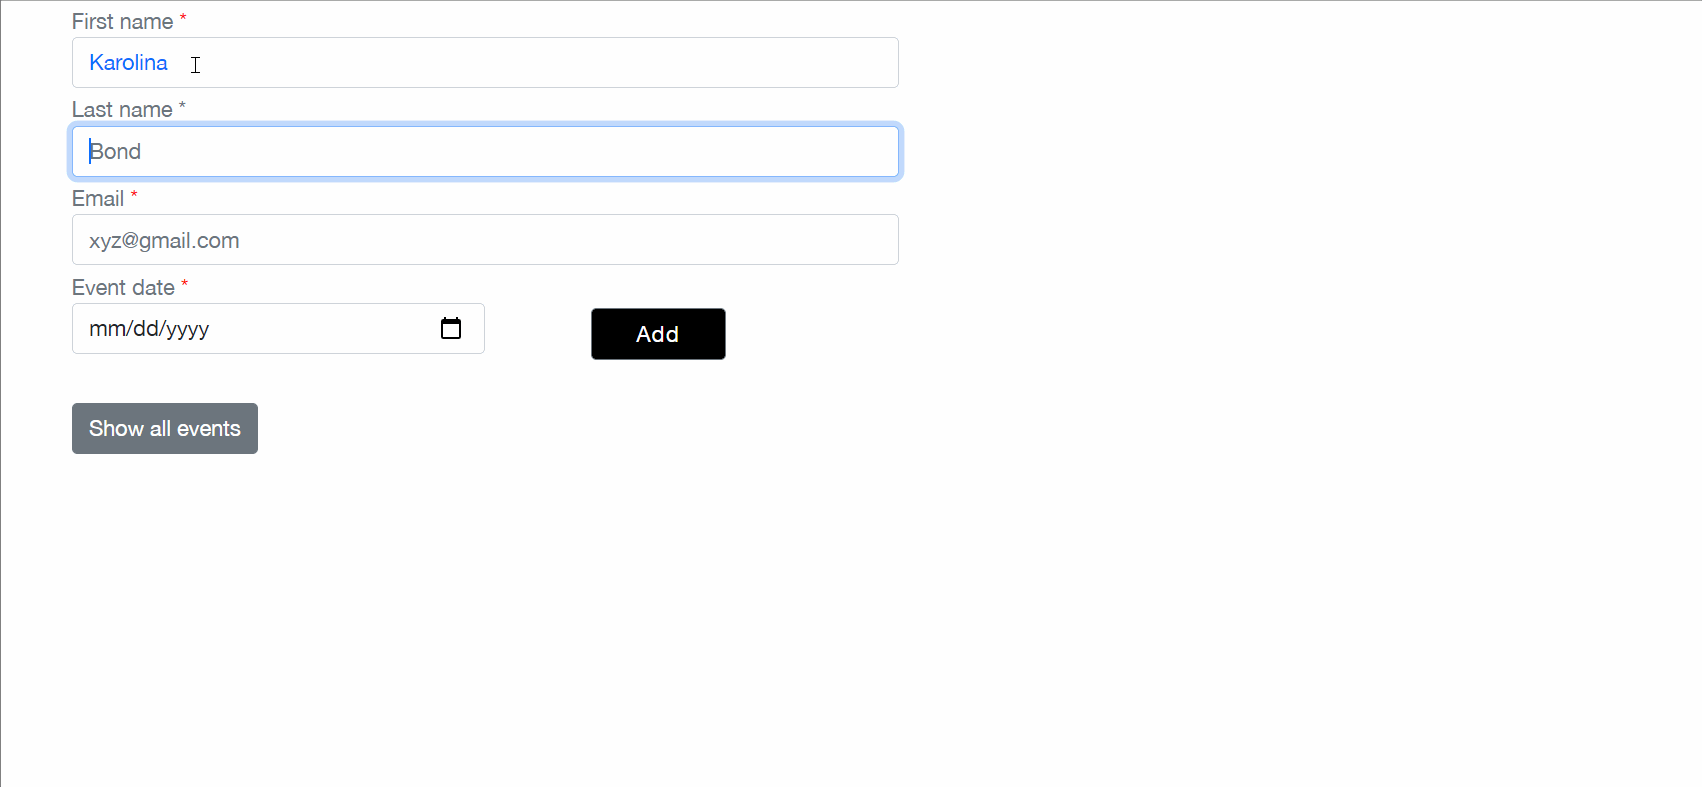 First name *
Karolina
Last name *
Bond
Email *
xyz@gmail.com
Event date *
mm/dd/yyyy
Add
Show all events